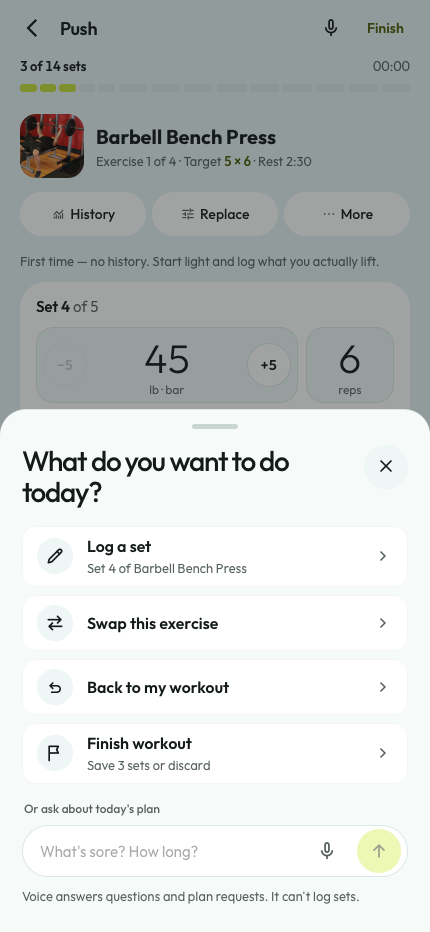 Push
Finish
3 of 14 sets
00:00
Barbell Bench Press
Exercise 1 of 4 · Target 5 × 6 · Rest 2:30
History
Replace
More
First time — no history. Start light and log what you actually lift.
Set 4 of 5
−5
45
+5
lb · bar
6
reps
What do you want to do
today?
Log a set
Set 4 of Barbell Bench Press
Swap this exercise
Back to my workout
Finish workout
Save 3 sets or discard
Or ask about today's plan
What's sore? How long?
Voice answers questions and plan requests. It can't log sets.